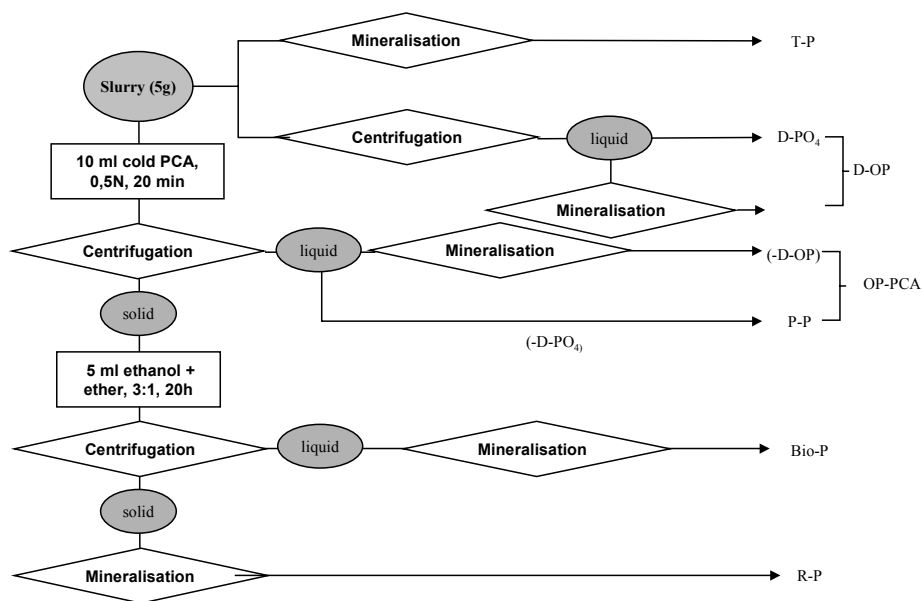 Mineralisation
T-P
Slurry (5g)
Centrifugation
liquid
D-PO4
D-OP
10 ml cold PCA,
0,5N, 20 min
Mineralisation
Centrifugation
liquid
Mineralisation
(-D-OP)
OP-PCA
solid
P-P
(-D-PO4)
5 ml ethanol +
ether, 3:1, 20h
Centrifugation
liquid
Mineralisation
Bio-P
solid
Mineralisation
R-P